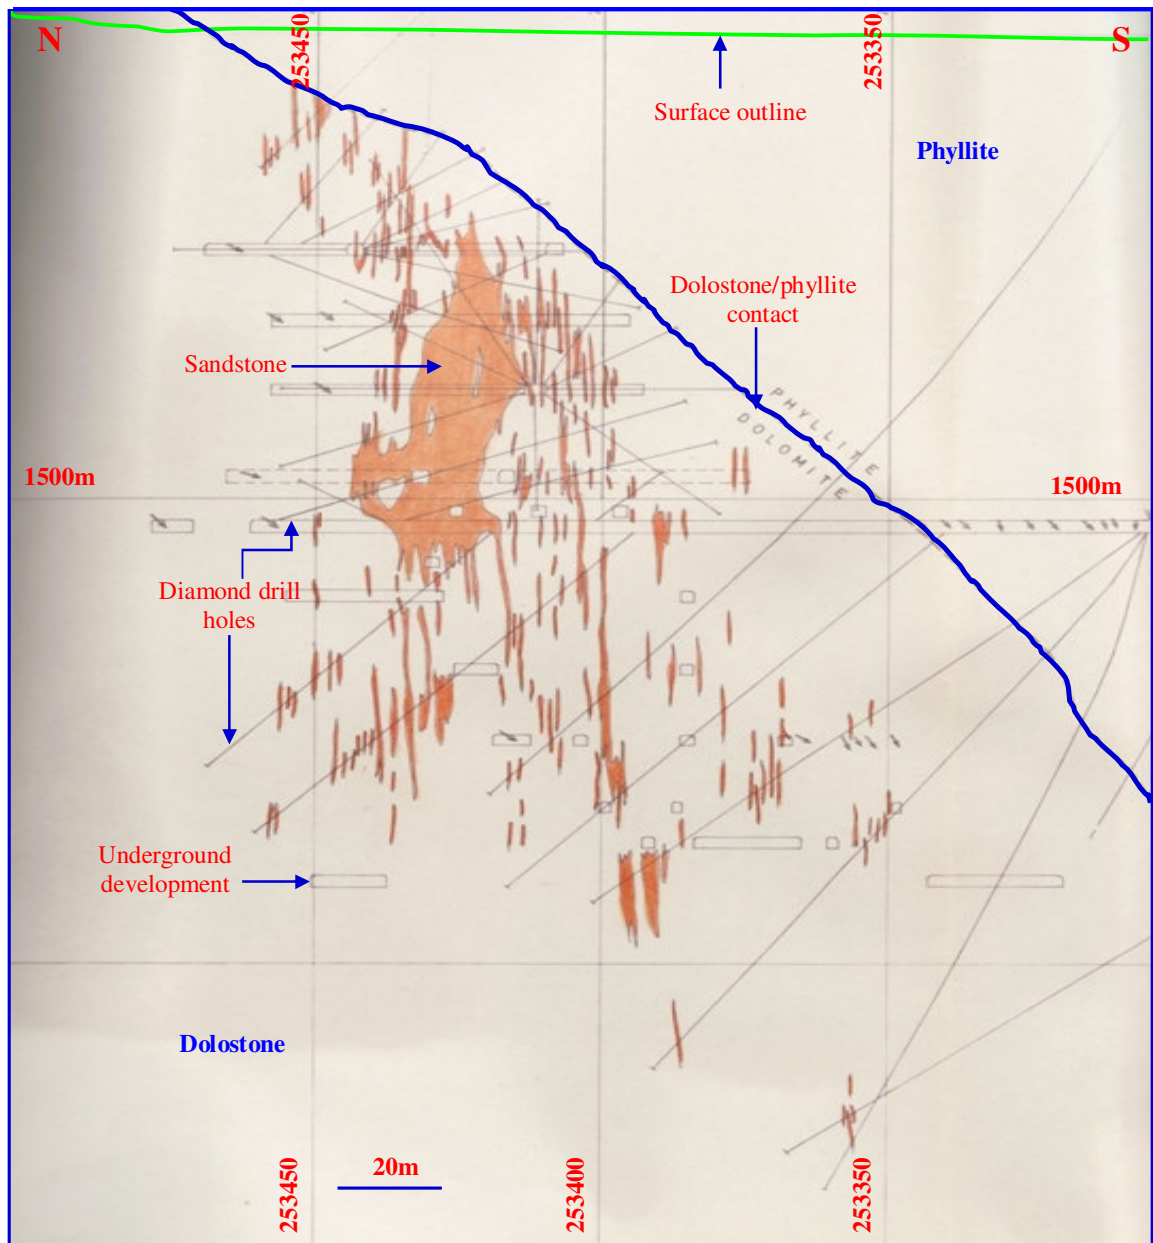 N
253450
253350
S
Surface outline
Phyllite
Dolostone/phyllite
contact
Sandstone
PHYLLITE
DOLOMITE
1500m
1500m
Diamond drill
holes
Underground
development
Dolostone
20m
253450
253400
253350